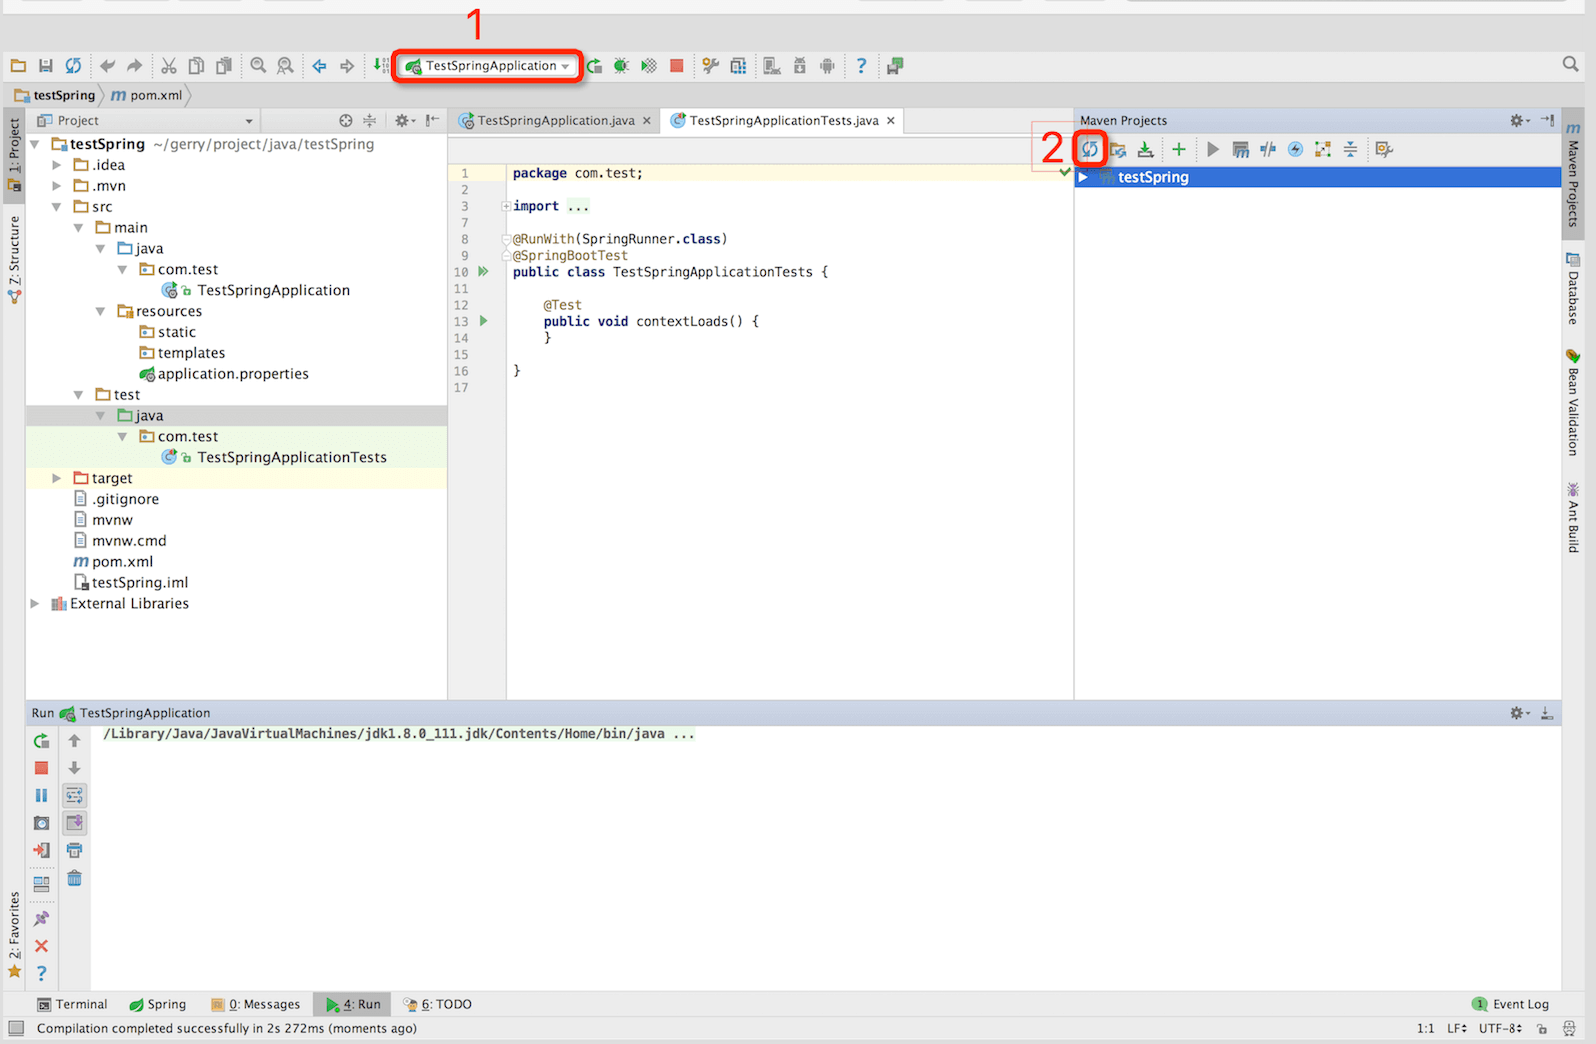 1
TestSpringApplication
?
testSpring
m pom.xml
Project
TestSpringApplication.java
TestSpringApplicationTests.java
Maven Projects
1: Project
Z: Structure
2: Favorites
testSpring ~/gerry/project/java/testSpring
.idea
.mvn
src
main
java
com.test
TestSpringApplication
resources
static
templates
application.properties
test
java
com.test
TestSpringApplicationTests
target
.gitignore
mvnw
mvnw.cmd
m pom.xml
testSpring.iml
External Libraries
1 package com.test;
2
3 import ...
7
8 @RunWith(SpringRunner.class)
9 @SpringBootTest
10 public class TestSpringApplicationTests {
11
12 @Test
13 public void contextLoads() {
14 }
15
16 }
17
2
testSpring
m Maven Projects
Database
Bean Validation
Ant Build
Run TestSpringApplication
/Library/Java/JavaVirtualMachines/jdk1.8.0_111.jdk/Contents/Home/bin/java ...
?
Terminal
Spring
0: Messages
4: Run
6: TODO
1 Event Log
Compilation completed successfully in 2s 272ms (moments ago)
1:1
LF
UTF-8